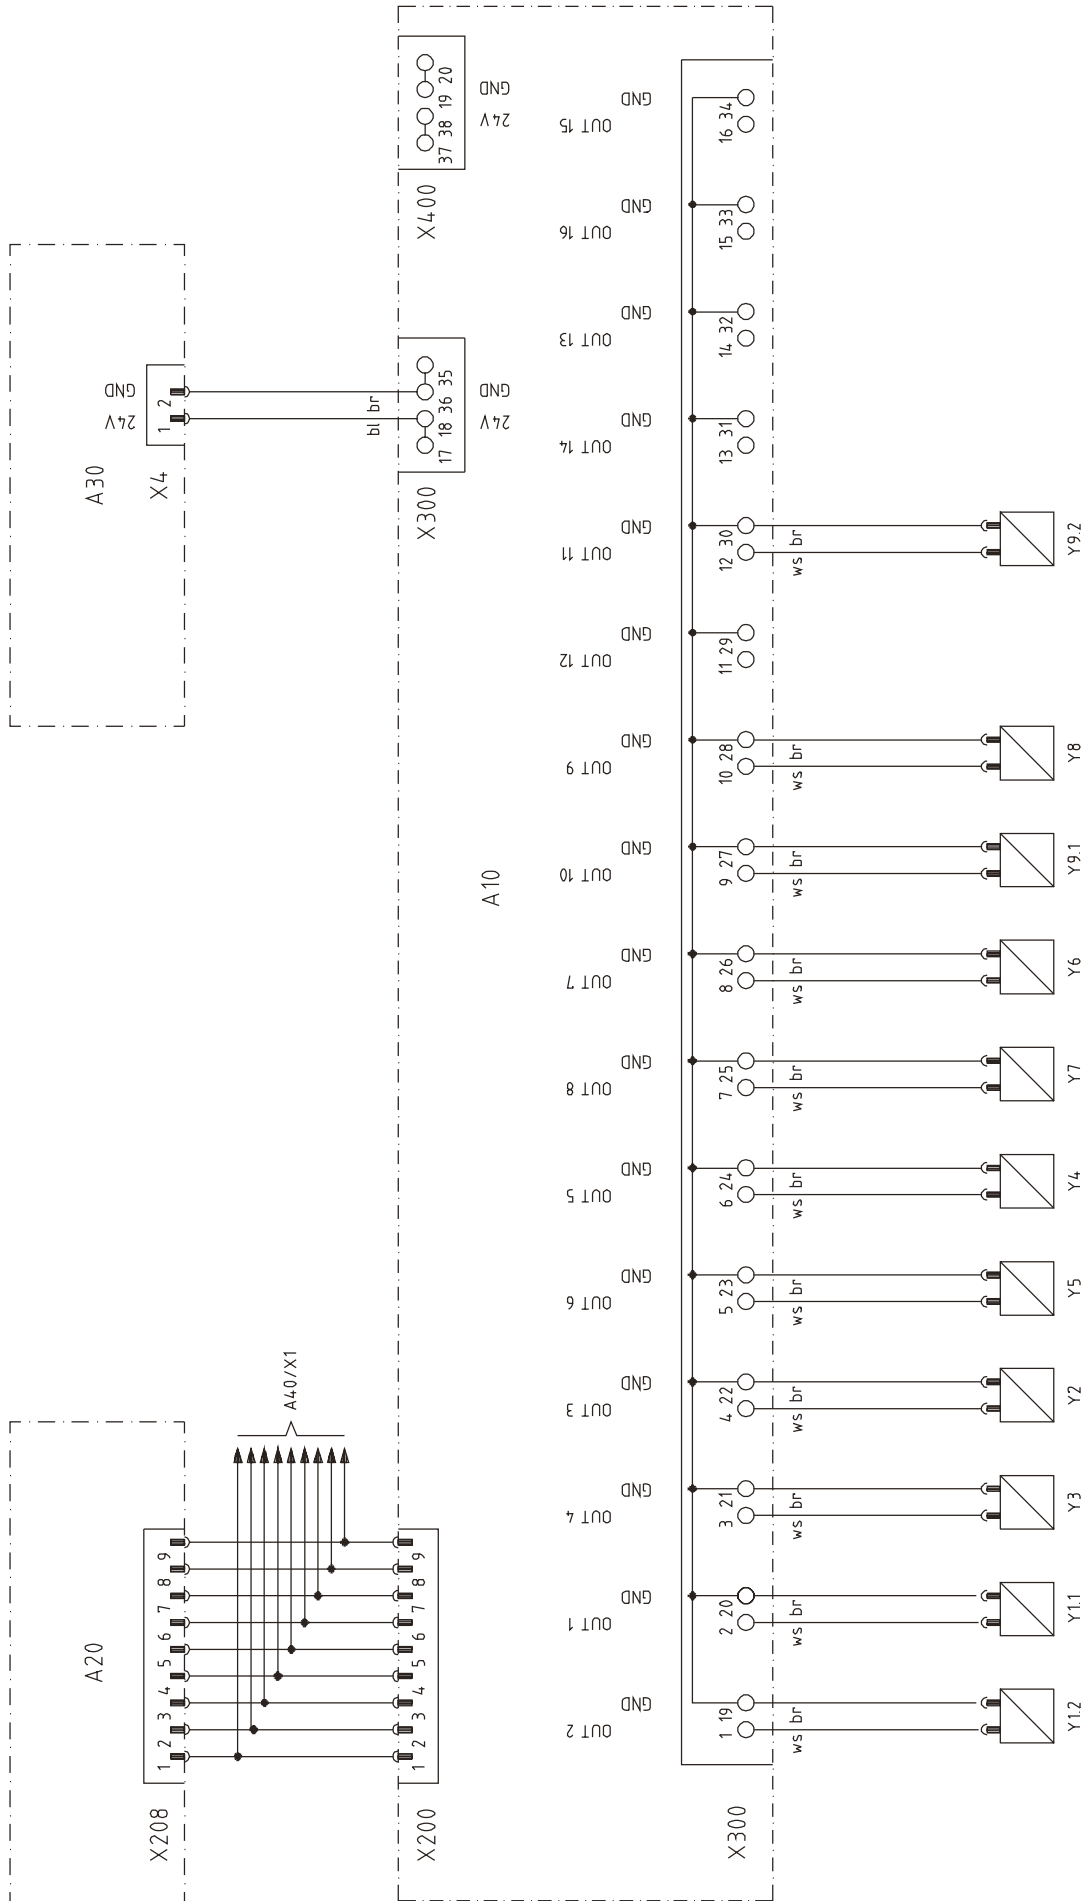 A30
X4
24V
GND
1 2
A20
X208
1 2 3 4 5 6 7 8 9
A40/X1
X200
1 2 3 4 5 6 7 8 9
bl br
X300
17 18 36 35
24V
GND
X400
37 38 19 20
24V
GND
A10
OUT 2
GND
OUT 1
GND
OUT 4
GND
OUT 3
GND
OUT 6
GND
OUT 5
GND
OUT 8
GND
OUT 7
GND
OUT 10
GND
OUT 9
GND
OUT 12
GND
OUT 11
GND
OUT 14
GND
OUT 13
GND
OUT 16
GND
OUT 15
GND
X300
1 19
2 20
3 21
4 22
5 23
6 24
7 25
8 26
9 27
10 28
11 29
12 30
13 31
14 32
15 33
16 34
ws br
ws br
ws br
ws br
ws br
ws br
ws br
ws br
ws br
ws br
ws br
Y1.2
Y1.1
Y3
Y2
Y5
Y4
Y7
Y6
Y9.1
Y8
Y9.2